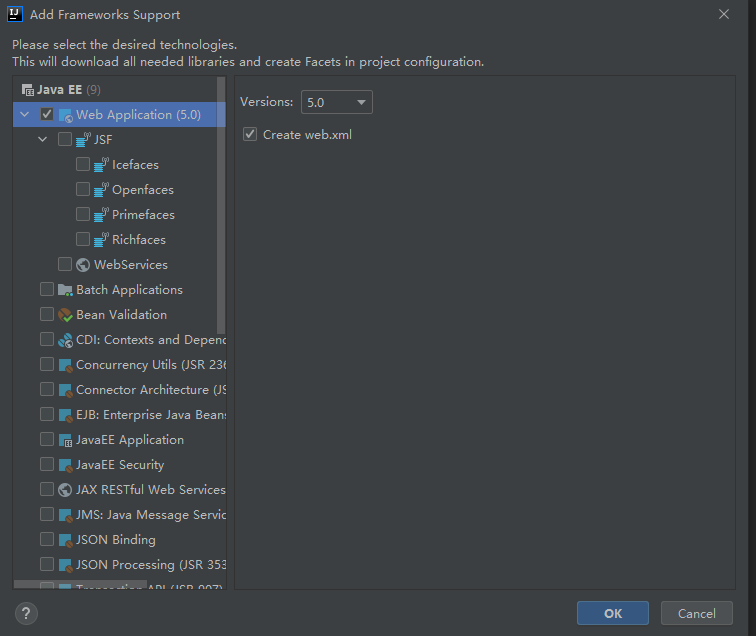 Add Frameworks Support
Please select the desired technologies.
This will download all needed libraries and create Facets in project configuration.
Java EE (9)
Web Application (5.0)
JSF
Icefaces
Openfaces
Primefaces
Richfaces
WebServices
Batch Applications
Bean Validation
CDI: Contexts and Depend
Concurrency Utils (JSR 236
Connector Architecture (JS
EJB: Enterprise Java Beans
JavaEE Application
JavaEE Security
JAX RESTful Web Services
JMS: Java Message Servic
JSON Binding
JSON Processing (JSR 353
Transaction API (JSR 907)
Versions: 5.0
Create web.xml
?
OK
Cancel